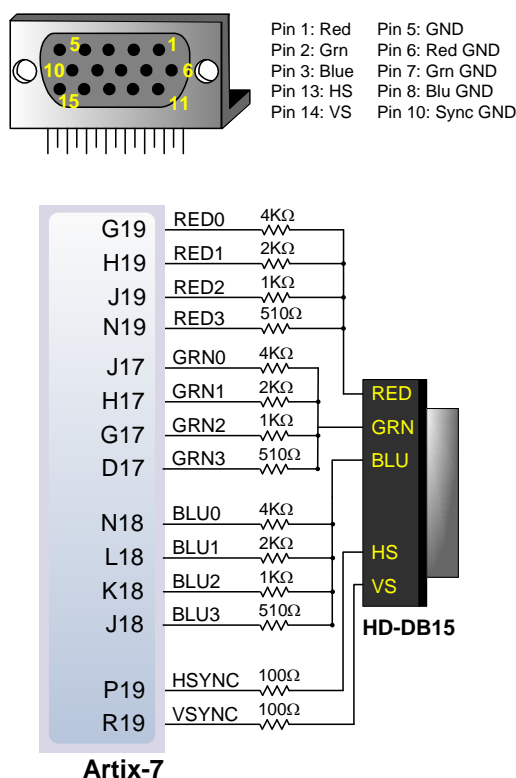 Pin 1: Red Pin 5: GND
Pin 2: Grn Pin 6: Red GND
Pin 3: Blue Pin 7: Grn GND
Pin 13: HS Pin 8: Blu GND
Pin 14: VS Pin 10: Sync GND
5 1
10 6
15 11
G19 RED0 4KΩ
H19 RED1 2KΩ
J19 RED2 1KΩ
N19 RED3 510Ω
J17 GRN0 4KΩ
H17 GRN1 2KΩ
G17 GRN2 1KΩ
D17 GRN3 510Ω
N18 BLU0 4KΩ
L18 BLU1 2KΩ
K18 BLU2 1KΩ
J18 BLU3 510Ω
P19 HSYNC 100Ω
R19 VSYNC 100Ω
RED
GRN
BLU
HS
VS
HD-DB15
Artix-7